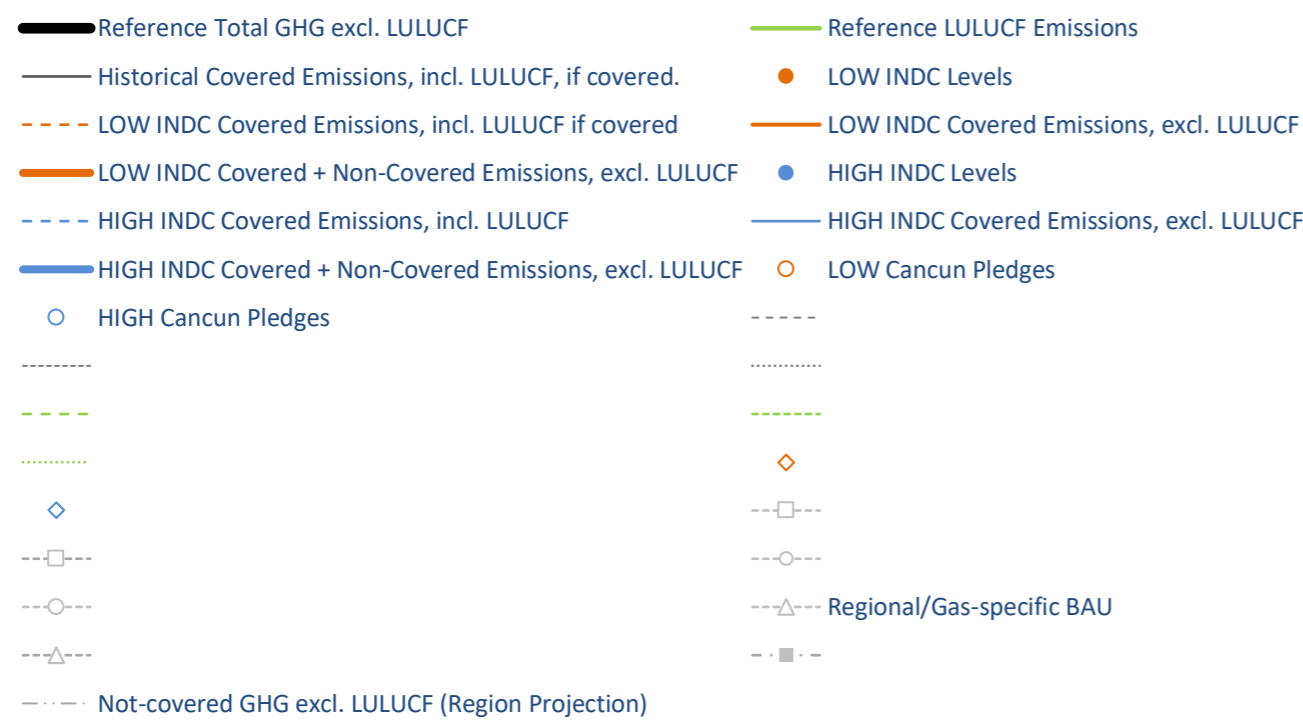 Reference Total GHG excl. LULUCF
Reference LULUCF Emissions
Historical Covered Emissions, incl. LULUCF, if covered.
LOW INDC Levels
LOW INDC Covered Emissions, incl. LULUCF if covered
LOW INDC Covered Emissions, excl. LULUCF
LOW INDC Covered + Non-Covered Emissions, excl. LULUCF
HIGH INDC Levels
HIGH INDC Covered Emissions, incl. LULUCF
HIGH INDC Covered Emissions, excl. LULUCF
HIGH INDC Covered + Non-Covered Emissions, excl. LULUCF
LOW Cancun Pledges
HIGH Cancun Pledges
Regional/Gas-specific BAU
Not-covered GHG excl. LULUCF (Region Projection)